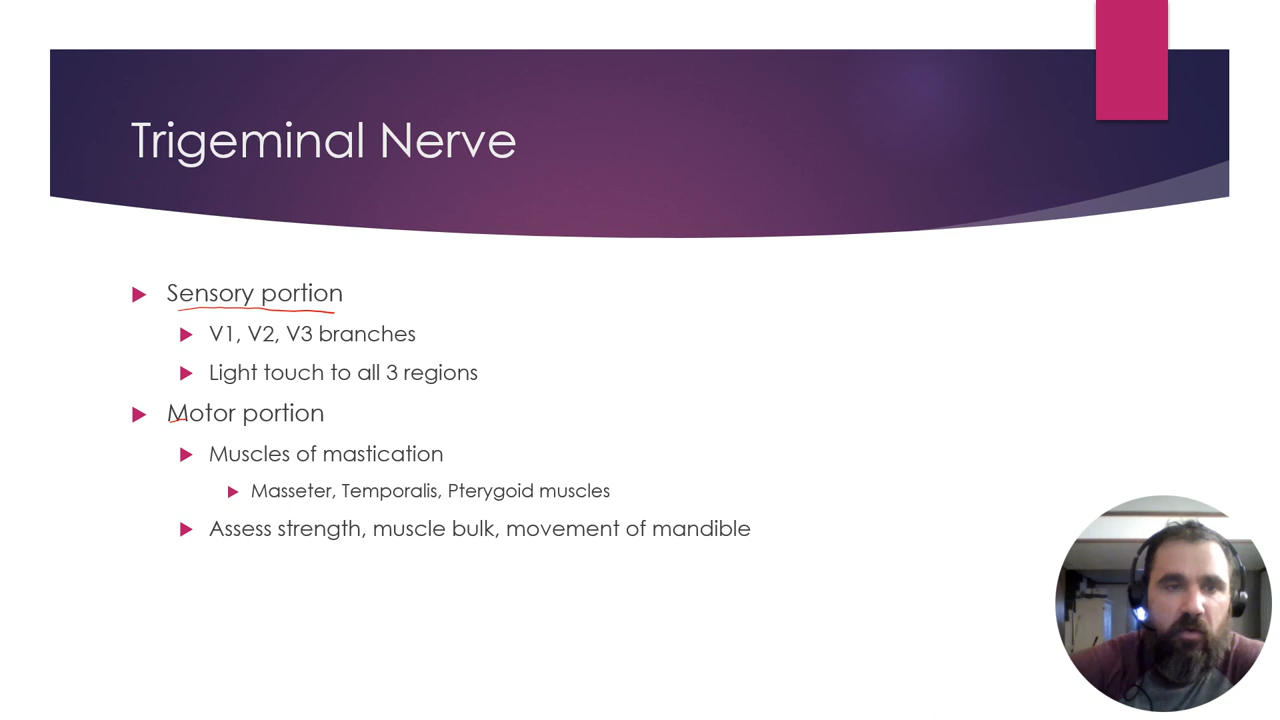 Trigeminal Nerve
Sensory portion
V1, V2, V3 branches
Light touch to all 3 regions
Motor portion
Muscles of mastication
Masseter, Temporalis, Pterygoid muscles
Assess strength, muscle bulk, movement of mandible